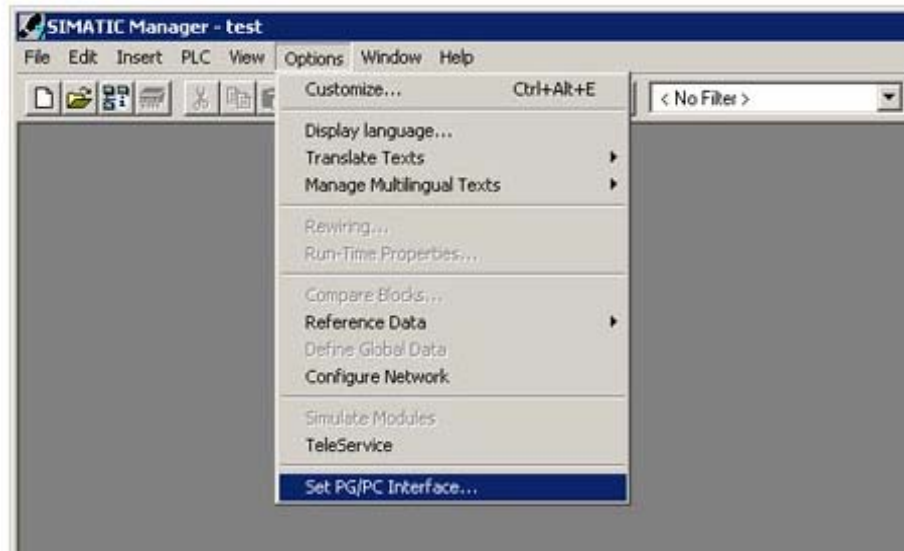 SIMATIC Manager - test
File Edit Insert PLC View Options Window Help
< No Filter >
Customize... Ctrl+Alt+E
Display language...
Translate Texts
Manage Multilingual Texts
Rewiring...
Run-Time Properties...
Compare Blocks...
Reference Data
Define Global Data
Configure Network
Simulate Modules
TeleService
Set PG/PC Interface...